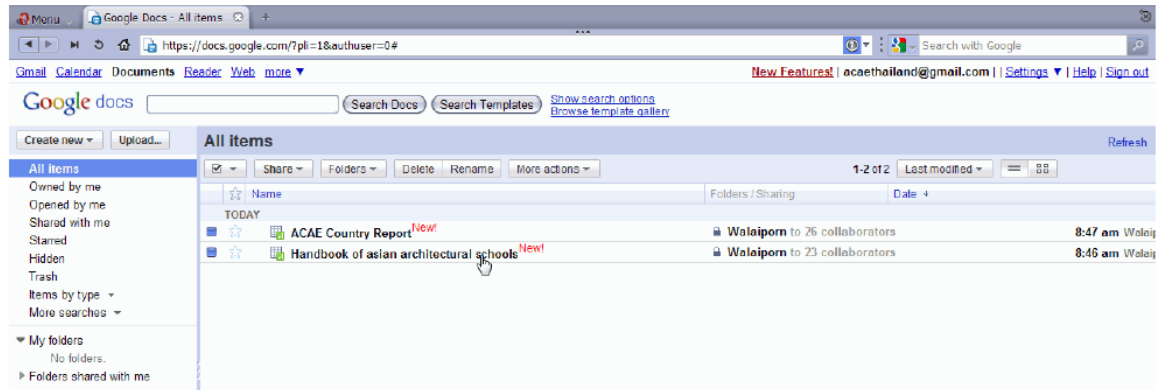 Menu Google Docs - All items
https://docs.google.com/?pli=1&authuser=0# Search with Google
Gmail Calendar Documents Reader Web more ▼ New Features! | acaethailand@gmail.com | | Settings ▼ | Help | Sign out
Google docs Search Docs Search Templates Show search options
Browse template gallery
Create new Upload... All items Refresh
All items Share Folders Delete Rename More actions 1-2 of 2 Last modified
Owned by me Name Folders / Sharing Date
Opened by me TODAY
Shared with me ACAE Country Report New! Walaiporn to 26 collaborators 8:47 am Walaip
Starred
Hidden Handbook of asian architectural schools New! Walaiporn to 23 collaborators 8:46 am Walaip
Trash
Items by type
More searches
My folders
No folders.
Folders shared with me